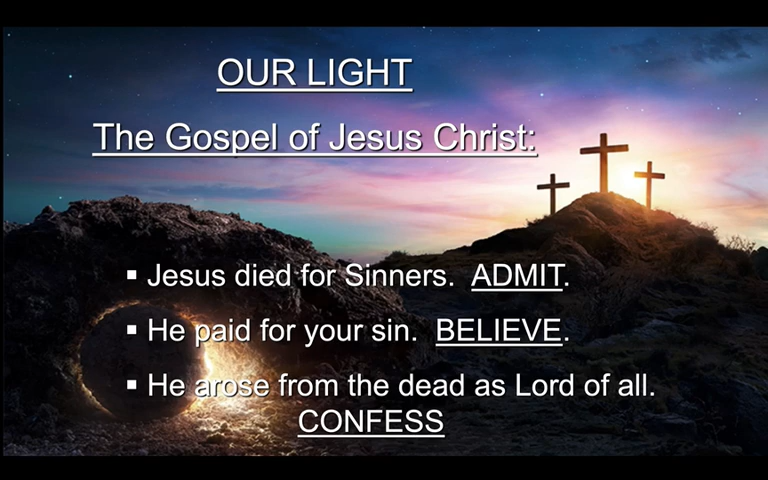 OUR LIGHT
The Gospel of Jesus Christ:
▪ Jesus died for Sinners. ADMIT.
▪ He paid for your sin. BELIEVE.
▪ He arose from the dead as Lord of all.
CONFESS